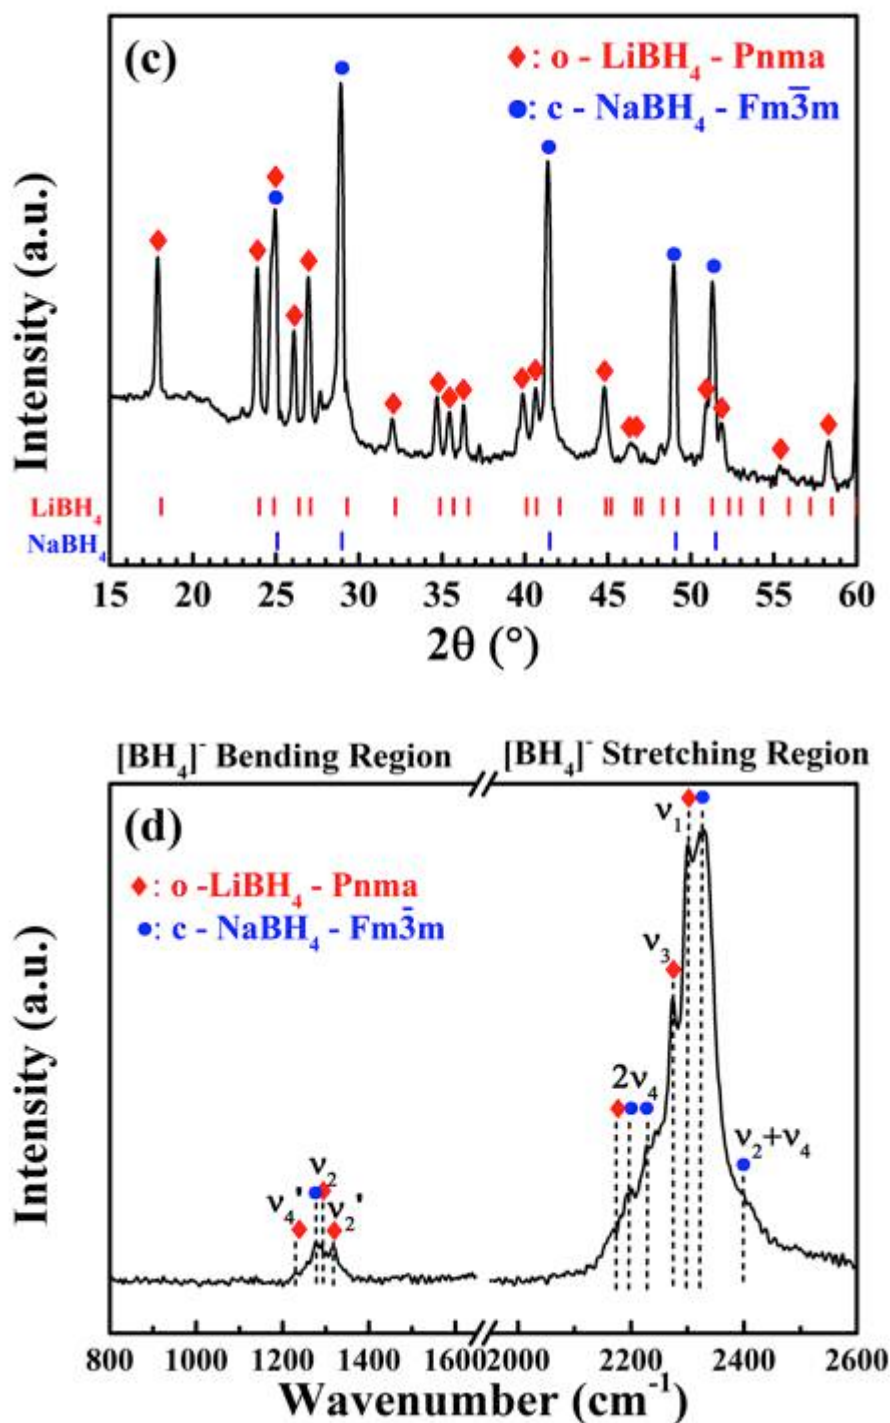 (c)
♦: o - LiBH₄ - Pnma
●: c - NaBH₄ - Fm3̅m
Intensity (a.u.)
LiBH₄
NaBH₄
15 20 25 30 35 40 45 50 55 60
2θ (°)
[BH₄]⁻ Bending Region
[BH₄]⁻ Stretching Region
(d)
♦: o -LiBH₄ - Pnma
●: c - NaBH₄ - Fm3̅m
Intensity (a.u.)
ν₁
ν₃
2ν₄
ν₂+ν₄
ν₂
ν₄'
ν₂'
800 1000 1200 1400 1600 2000 2200 2400 2600
Wavenumber (cm⁻¹)